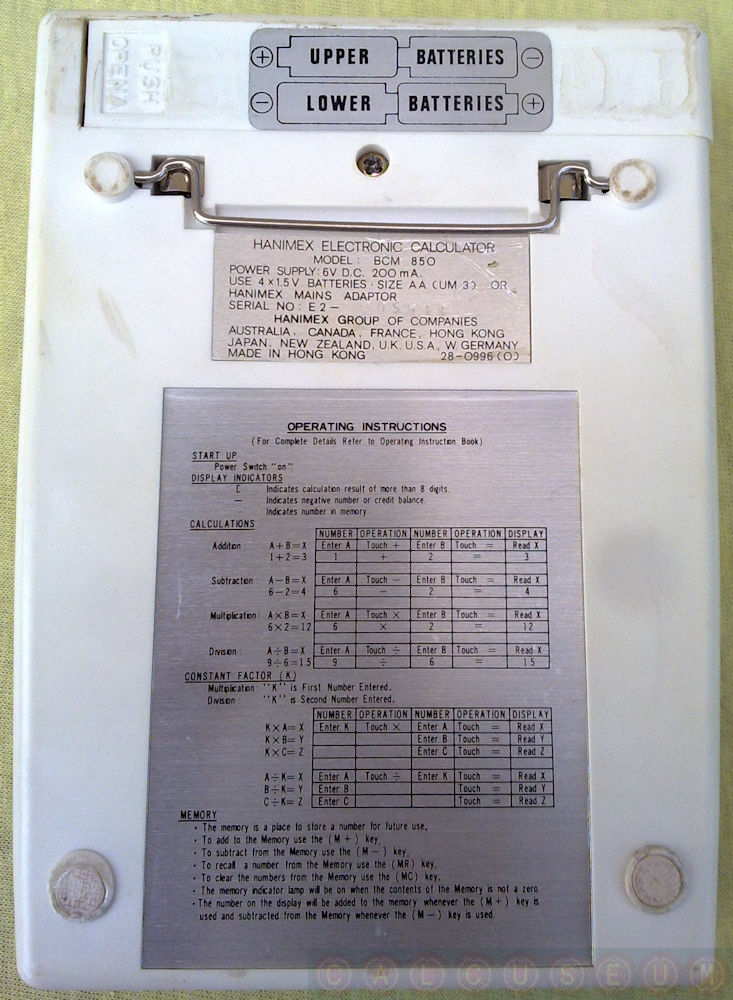 PUSH
OPEN
+ UPPER BATTERIES −
− LOWER BATTERIES +
HANIMEX ELECTRONIC CALCULATOR
MODEL: BCM 850
POWER SUPPLY: 6V D.C. 200mA.
USE 4x1.5V BATTERIES · SIZE AA (UM 3) OR
HANIMEX MAINS ADAPTOR
SERIAL NO: E2-
HANIMEX GROUP OF COMPANIES
AUSTRALIA, CANADA, FRANCE, HONG KONG
JAPAN, NEW ZEALAND, U.K. U.S.A., W. GERMANY
MADE IN HONG KONG 28-0996(0)
OPERATING INSTRUCTIONS
(For Complete Details Refer to Operating Instruction Book)
START UP
Power Switch "on"
DISPLAY INDICATORS
[ Indicates calculation result of more than 8 digits.
— Indicates negative number or credit balance.
. Indicates number in memory.
CALCULATIONS
NUMBER OPERATION NUMBER OPERATION DISPLAY
Addition: A+B=X Enter A Touch + Enter B Touch = Read X
1+2=3 1 + 2 = 3
Subtraction: A−B=X Enter A Touch − Enter B Touch = Read X
6−2=4 6 − 2 = 4
Multiplication: A×B=X Enter A Touch × Enter B Touch = Read X
6×2=12 6 × 2 = 12
Division: A÷B=X Enter A Touch ÷ Enter B Touch = Read X
9÷6=1.5 9 ÷ 6 = 1.5
CONSTANT FACTOR (K)
Multiplication: "K" is First Number Entered.
Division: "K" is Second Number Entered.
NUMBER OPERATION NUMBER OPERATION DISPLAY
K×A=X Enter K Touch × Enter A Touch = Read X
K×B=Y Enter B Touch = Read Y
K×C=Z Enter C Touch = Read Z
A÷K=X Enter A Touch ÷ Enter K Touch = Read X
B÷K=Y Enter B Touch = Read Y
C÷K=Z Enter C Touch = Read Z
MEMORY
· The memory is a place to store a number for future use.
· To add to the Memory use the (M+) key.
· To subtract from the Memory use the (M−) key.
· To recall a number from the Memory use the (MR) key.
· To clear the numbers from the Memory use the (MC) key.
· The memory indicator lamp will be on when the contents of the Memory is not a zero.
· The number on the display will be added to the memory whenever the (M+) key is
used and subtracted from the Memory whenever the (M−) key is used.
CALCUSEUM